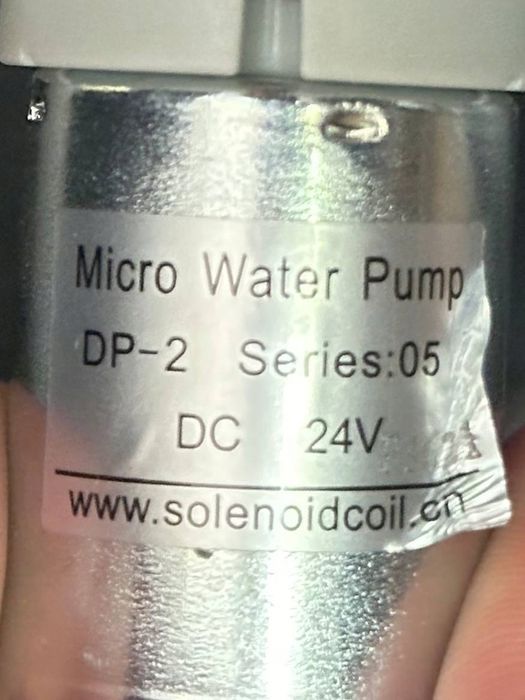 Micro Water Pump
DP-2 Series:05
DC 24V
www.solenoidcoil.cn